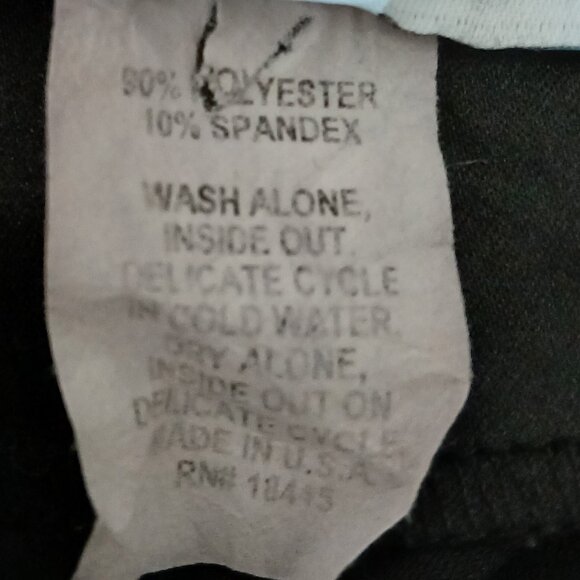 90% POLYESTER
10% SPANDEX
WASH ALONE,
INSIDE OUT.
DELICATE CYCLE
IN COLD WATER.
DRY ALONE,
INSIDE OUT ON
DELICATE CYCLE
MADE IN U.S.A.
RN# 18445